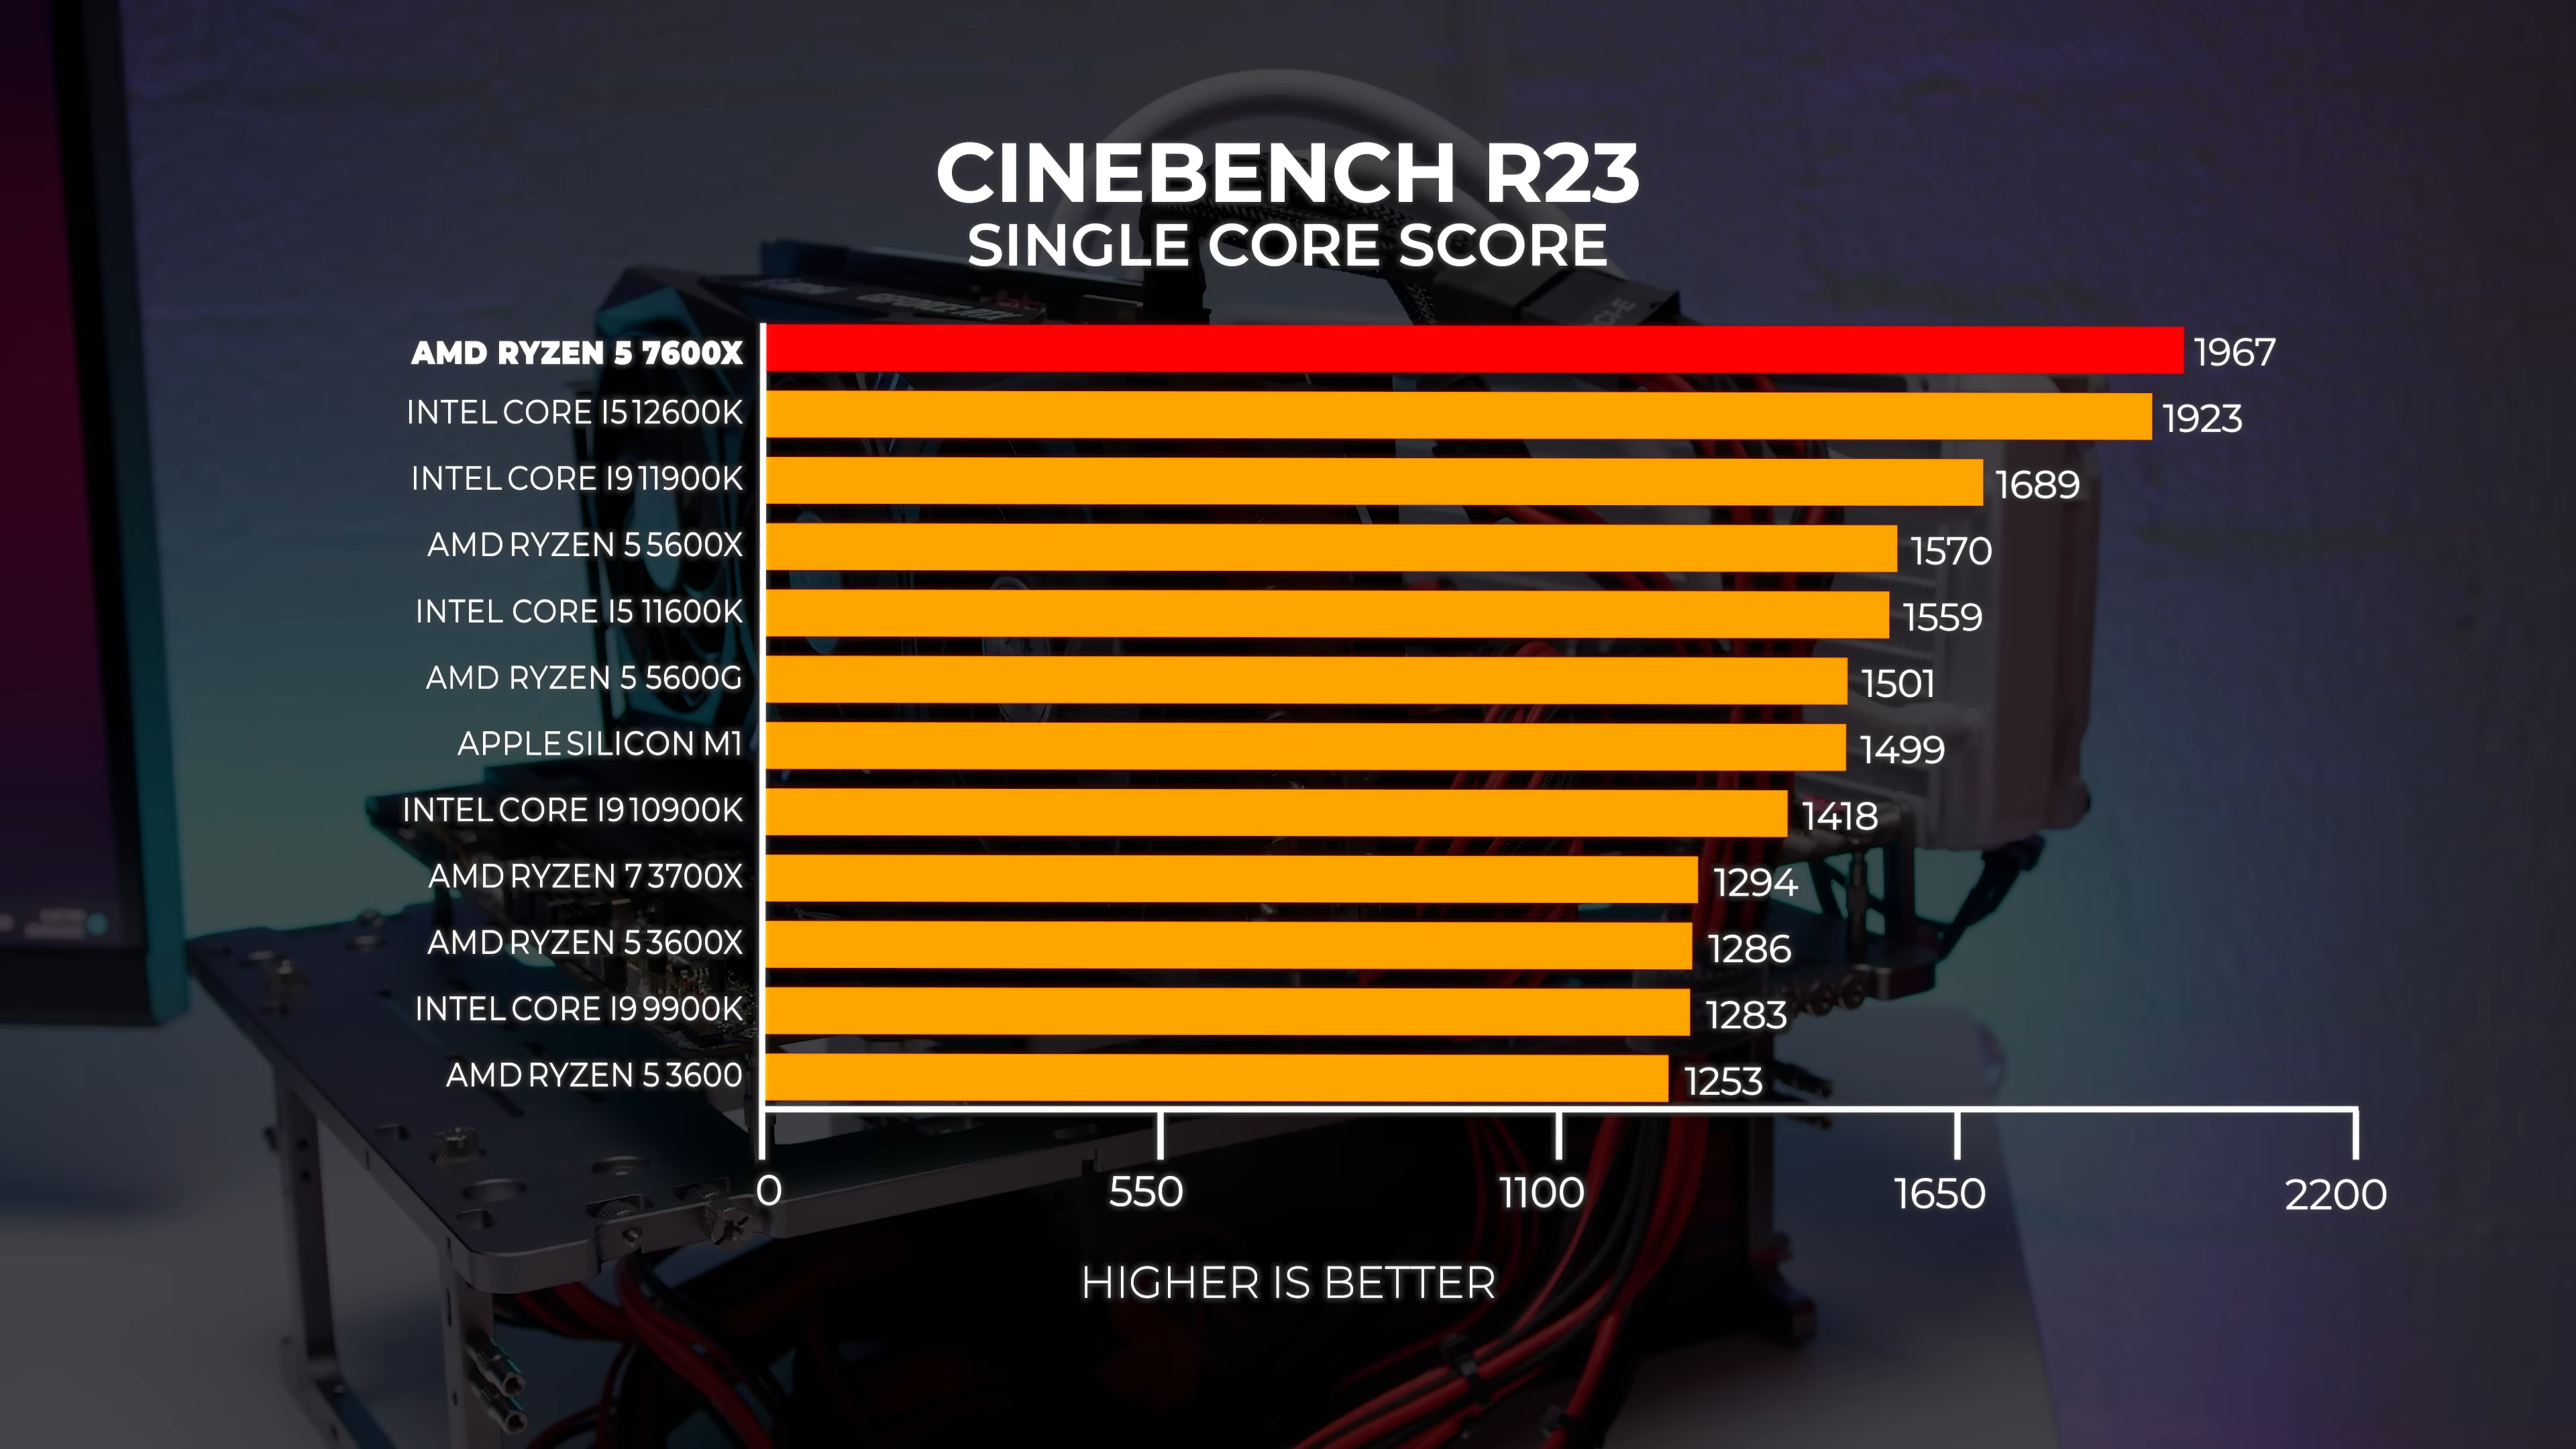 CINEBENCH R23
SINGLE CORE SCORE
AMD RYZEN 5 7600X 1967
INTEL CORE I5 12600K 1923
INTEL CORE I9 11900K 1689
AMD RYZEN 5 5600X 1570
INTEL CORE I5 11600K 1559
AMD RYZEN 5 5600G 1501
APPLE SILICON M1 1499
INTEL CORE I9 10900K 1418
AMD RYZEN 7 3700X 1294
AMD RYZEN 5 3600X 1286
INTEL CORE I9 9900K 1283
AMD RYZEN 5 3600 1253
0 550 1100 1650 2200
HIGHER IS BETTER